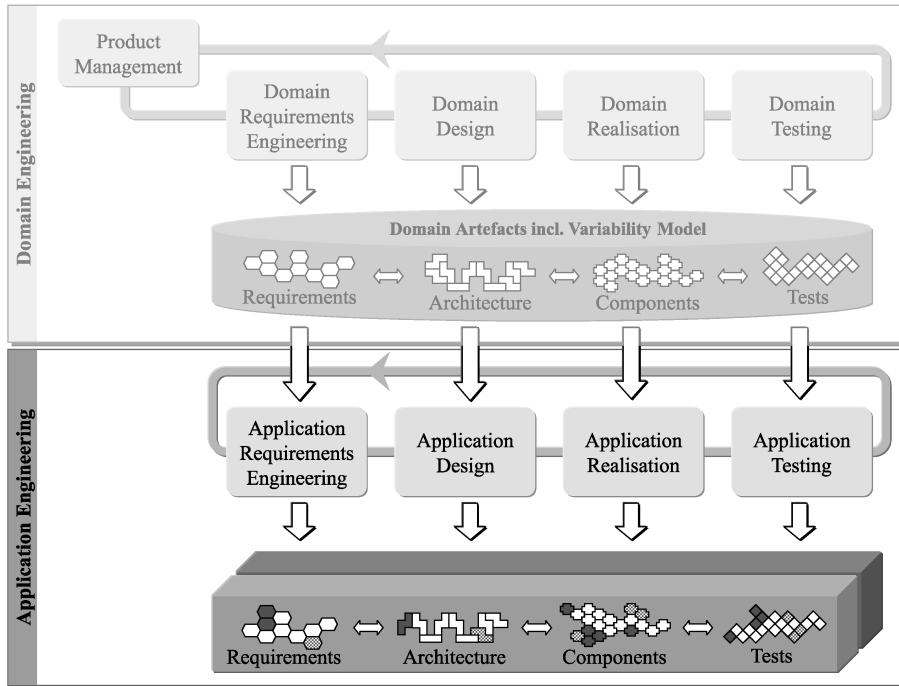 Domain Engineering
Product
Management
Domain
Requirements
Engineering
Domain
Design
Domain
Realisation
Domain
Testing
Domain Artefacts incl. Variability Model
Requirements
Architecture
Components
Tests
Application Engineering
Application
Requirements
Engineering
Application
Design
Application
Realisation
Application
Testing
Requirements
Architecture
Components
Tests